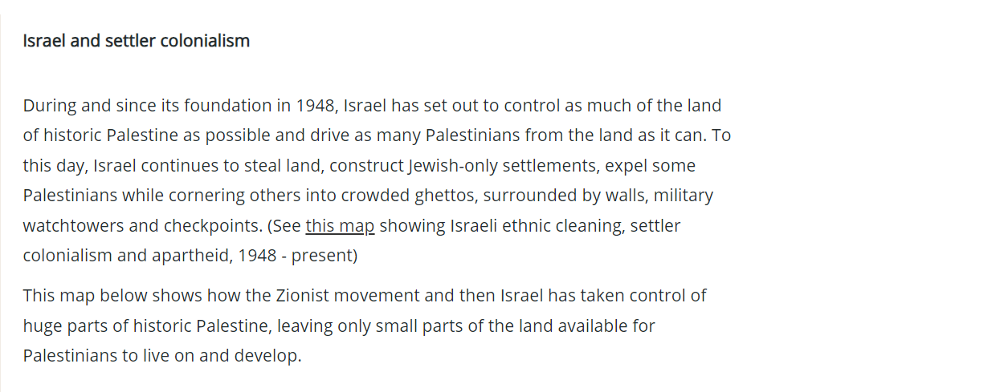 Israel and settler colonialism
During and since its foundation in 1948, Israel has set out to control as much of the land
of historic Palestine as possible and drive as many Palestinians from the land as it can. To
this day, Israel continues to steal land, construct Jewish-only settlements, expel some
Palestinians while cornering others into crowded ghettos, surrounded by walls, military
watchtowers and checkpoints. (See this map showing Israeli ethnic cleaning, settler
colonialism and apartheid, 1948 - present)
This map below shows how the Zionist movement and then Israel has taken control of
huge parts of historic Palestine, leaving only small parts of the land available for
Palestinians to live on and develop.